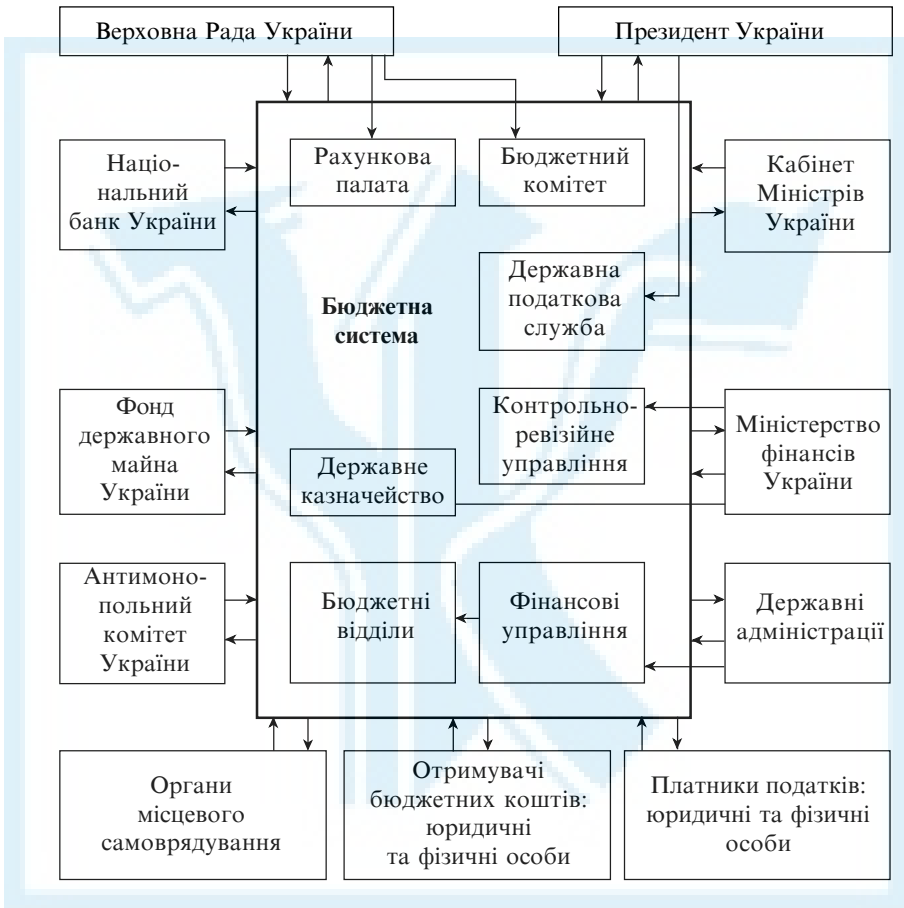 Верховна Рада України
Президент України
Націо-
нальний
банк України
Рахункова
палата
Бюджетний
комітет
Кабінет
Міністрів
України
Державна
податкова
служба
Бюджетна
система
Фонд
державного
майна
України
Контрольно-
ревізійне
управління
Міністерство
фінансів
України
Державне
казначейство
Антимоно-
польний
комітет
України
Бюджетні
відділи
Фінансові
управління
Державні
адміністрації
Органи
місцевого
самоврядування
Отримувачі
бюджетних коштів:
юридичні
та фізичні особи
Платники податків:
юридичні та фізичні
особи